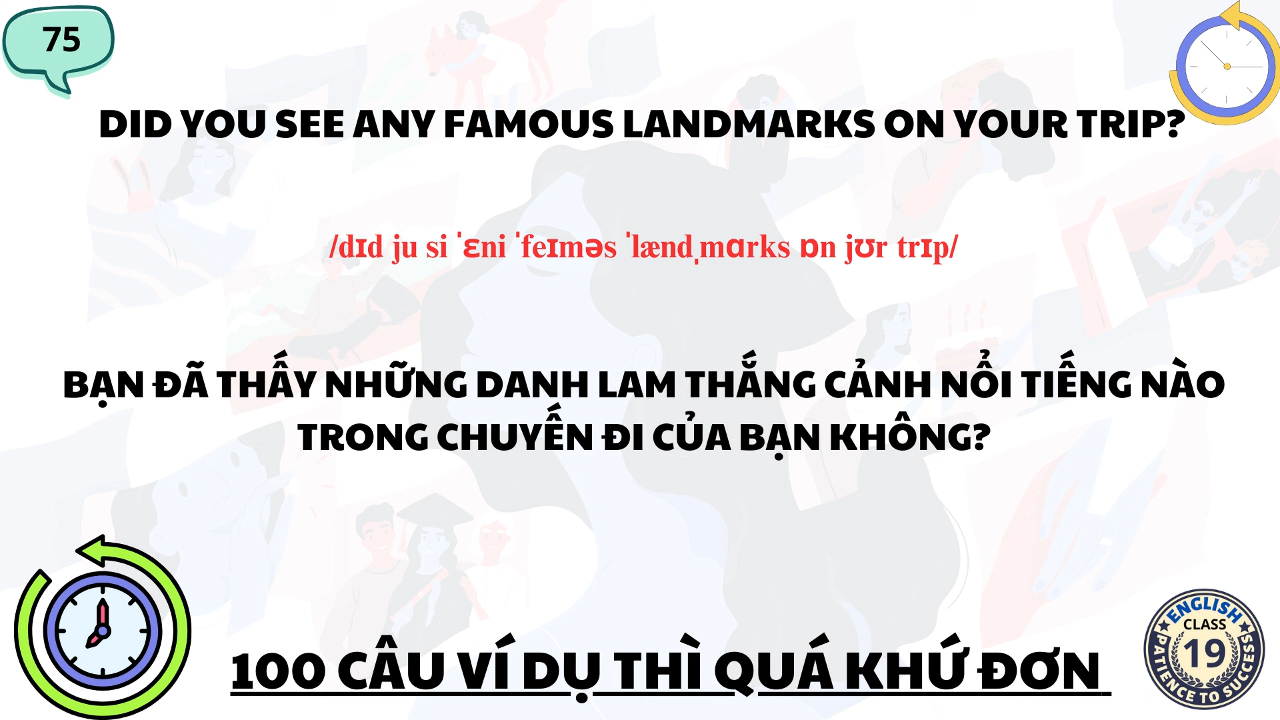 75
DID YOU SEE ANY FAMOUS LANDMARKS ON YOUR TRIP?
/dɪd ju si ˈɛni ˈfeɪməs ˈlændˌmɑrks ɒn jʊr trɪp/
BẠN ĐÃ THẤY NHỮNG DANH LAM THẮNG CẢNH NỔI TIẾNG NÀO
TRONG CHUYẾN ĐI CỦA BẠN KHÔNG?
100 CÂU VÍ DỤ THÌ QUÁ KHỨ ĐƠN
ENGLISH
CLASS
19
PATIENCE TO SUCCESS